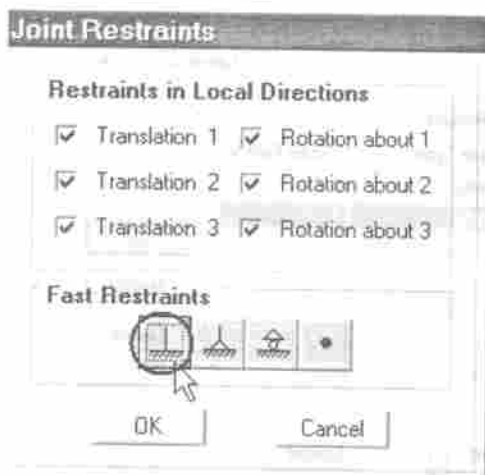 Joint Restraints
Restraints in Local Directions
Translation 1 Rotation about 1
Translation 2 Rotation about 2
Translation 3 Rotation about 3
Fast Restraints
OK Cancel